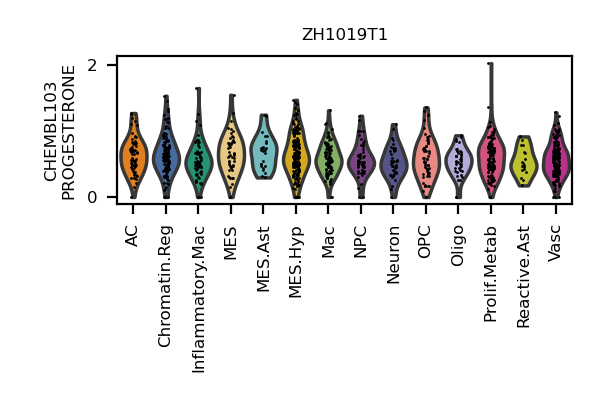 ZH1019T1
CHEMBL103
PROGESTERONE
2
0
AC
Chromatin.Reg
Inflammatory.Mac
MES
MES.Ast
MES.Hyp
Mac
NPC
Neuron
OPC
Oligo
Prolif.Metab
Reactive.Ast
Vasc